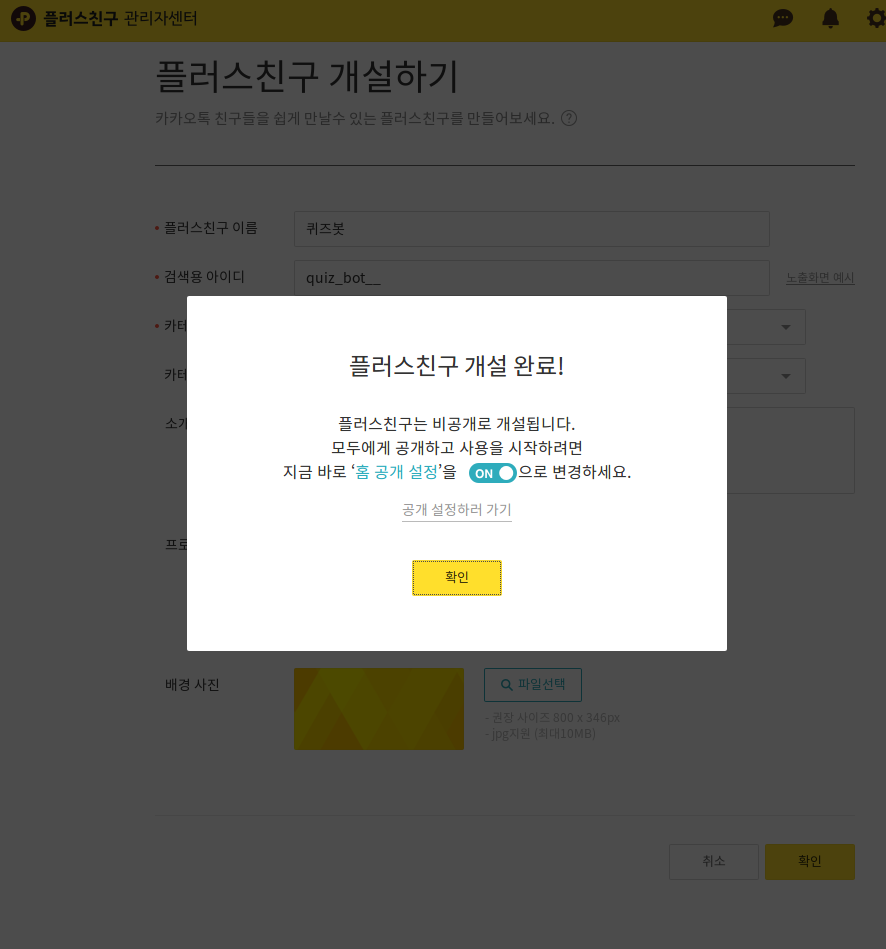 플러스친구 관리자센터
플러스친구 개설하기
카카오톡 친구들을 쉽게 만날수 있는 플러스친구를 만들어보세요. ?
• 플러스친구 이름
퀴즈봇
• 검색용 아이디
quiz_bot__
노출화면 예시
플러스친구 개설 완료!
플러스친구는 비공개로 개설됩니다.
모두에게 공개하고 사용을 시작하려면
지금 바로 ‘홈 공개 설정’을 ON 으로 변경하세요.
공개 설정하러 가기
확인
배경 사진
파일선택
- 권장 사이즈 800 x 346px
- jpg지원 (최대10MB)
취소
확인